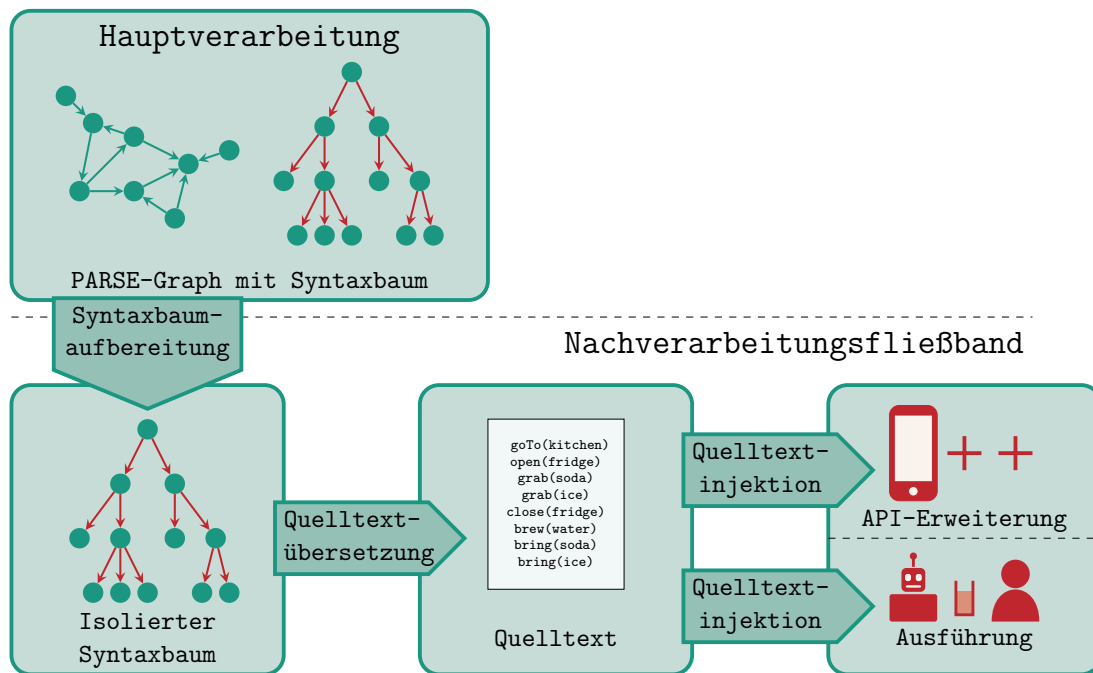 Hauptverarbeitung
PARSE-Graph mit Syntaxbaum
Syntaxbaum-
aufbereitung
Nachverarbeitungsfließband
Isolierter
Syntaxbaum
Quelltext-
übersetzung
goTo(kitchen)
open(fridge)
grab(soda)
grab(ice)
close(fridge)
brew(water)
bring(soda)
bring(ice)
Quelltext
Quelltext-
injektion
Quelltext-
injektion
++
API-Erweiterung
Ausführung